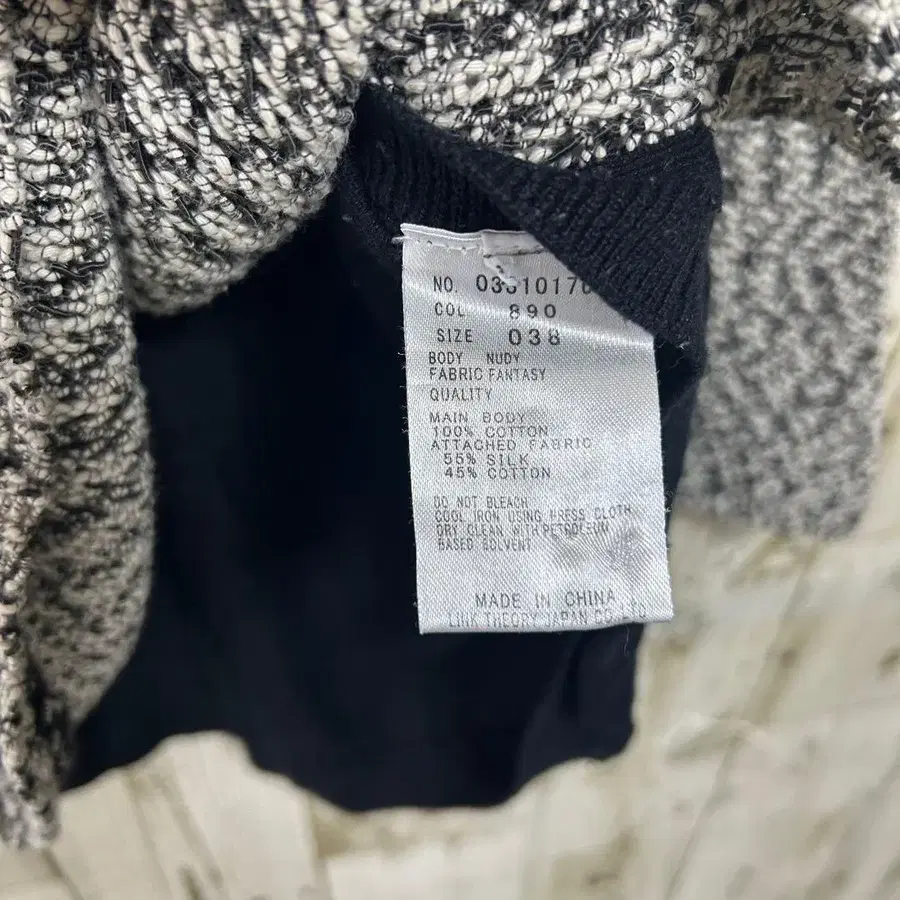 NO. 0331017
COL 890
SIZE 038
BODY NUDY
FABRIC FANTASY
QUALITY
MAIN BODY
100% COTTON
ATTACHED FABRIC
55% SILK
45% COTTON
DO NOT BLEACH
COOL IRON USING PRESS CLOTH
DRY CLEAN WITH PETROLEUM
BASED SOLVENT
MADE IN CHINA
LINK THEORY JAPAN CO.,LTD